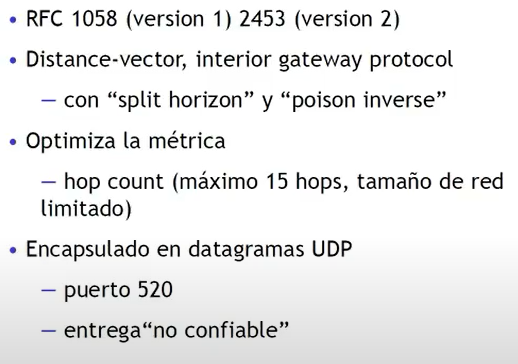 • RFC 1058 (version 1) 2453 (version 2)
• Distance-vector, interior gateway protocol
— con “split horizon” y “poison inverse”
• Optimiza la métrica
— hop count (máximo 15 hops, tamaño de red
limitado)
• Encapsulado en datagramas UDP
— puerto 520
— entrega“no confiable”